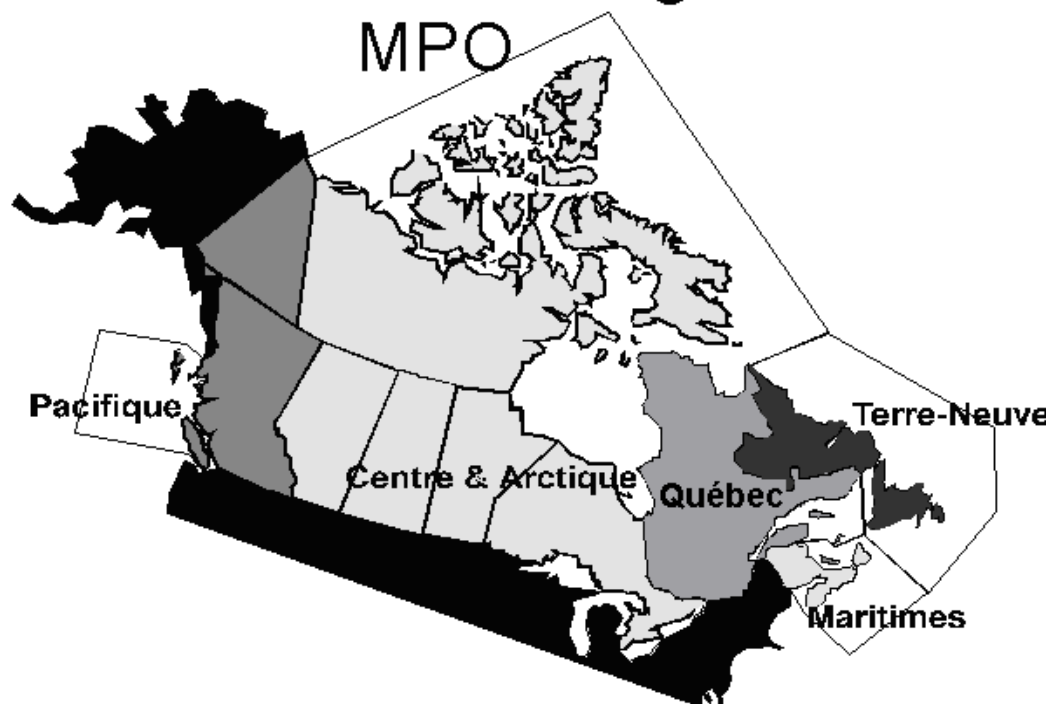 MPO
Pacifique
Terre-Neuve
Centre & Arctique
Québec
Maritimes